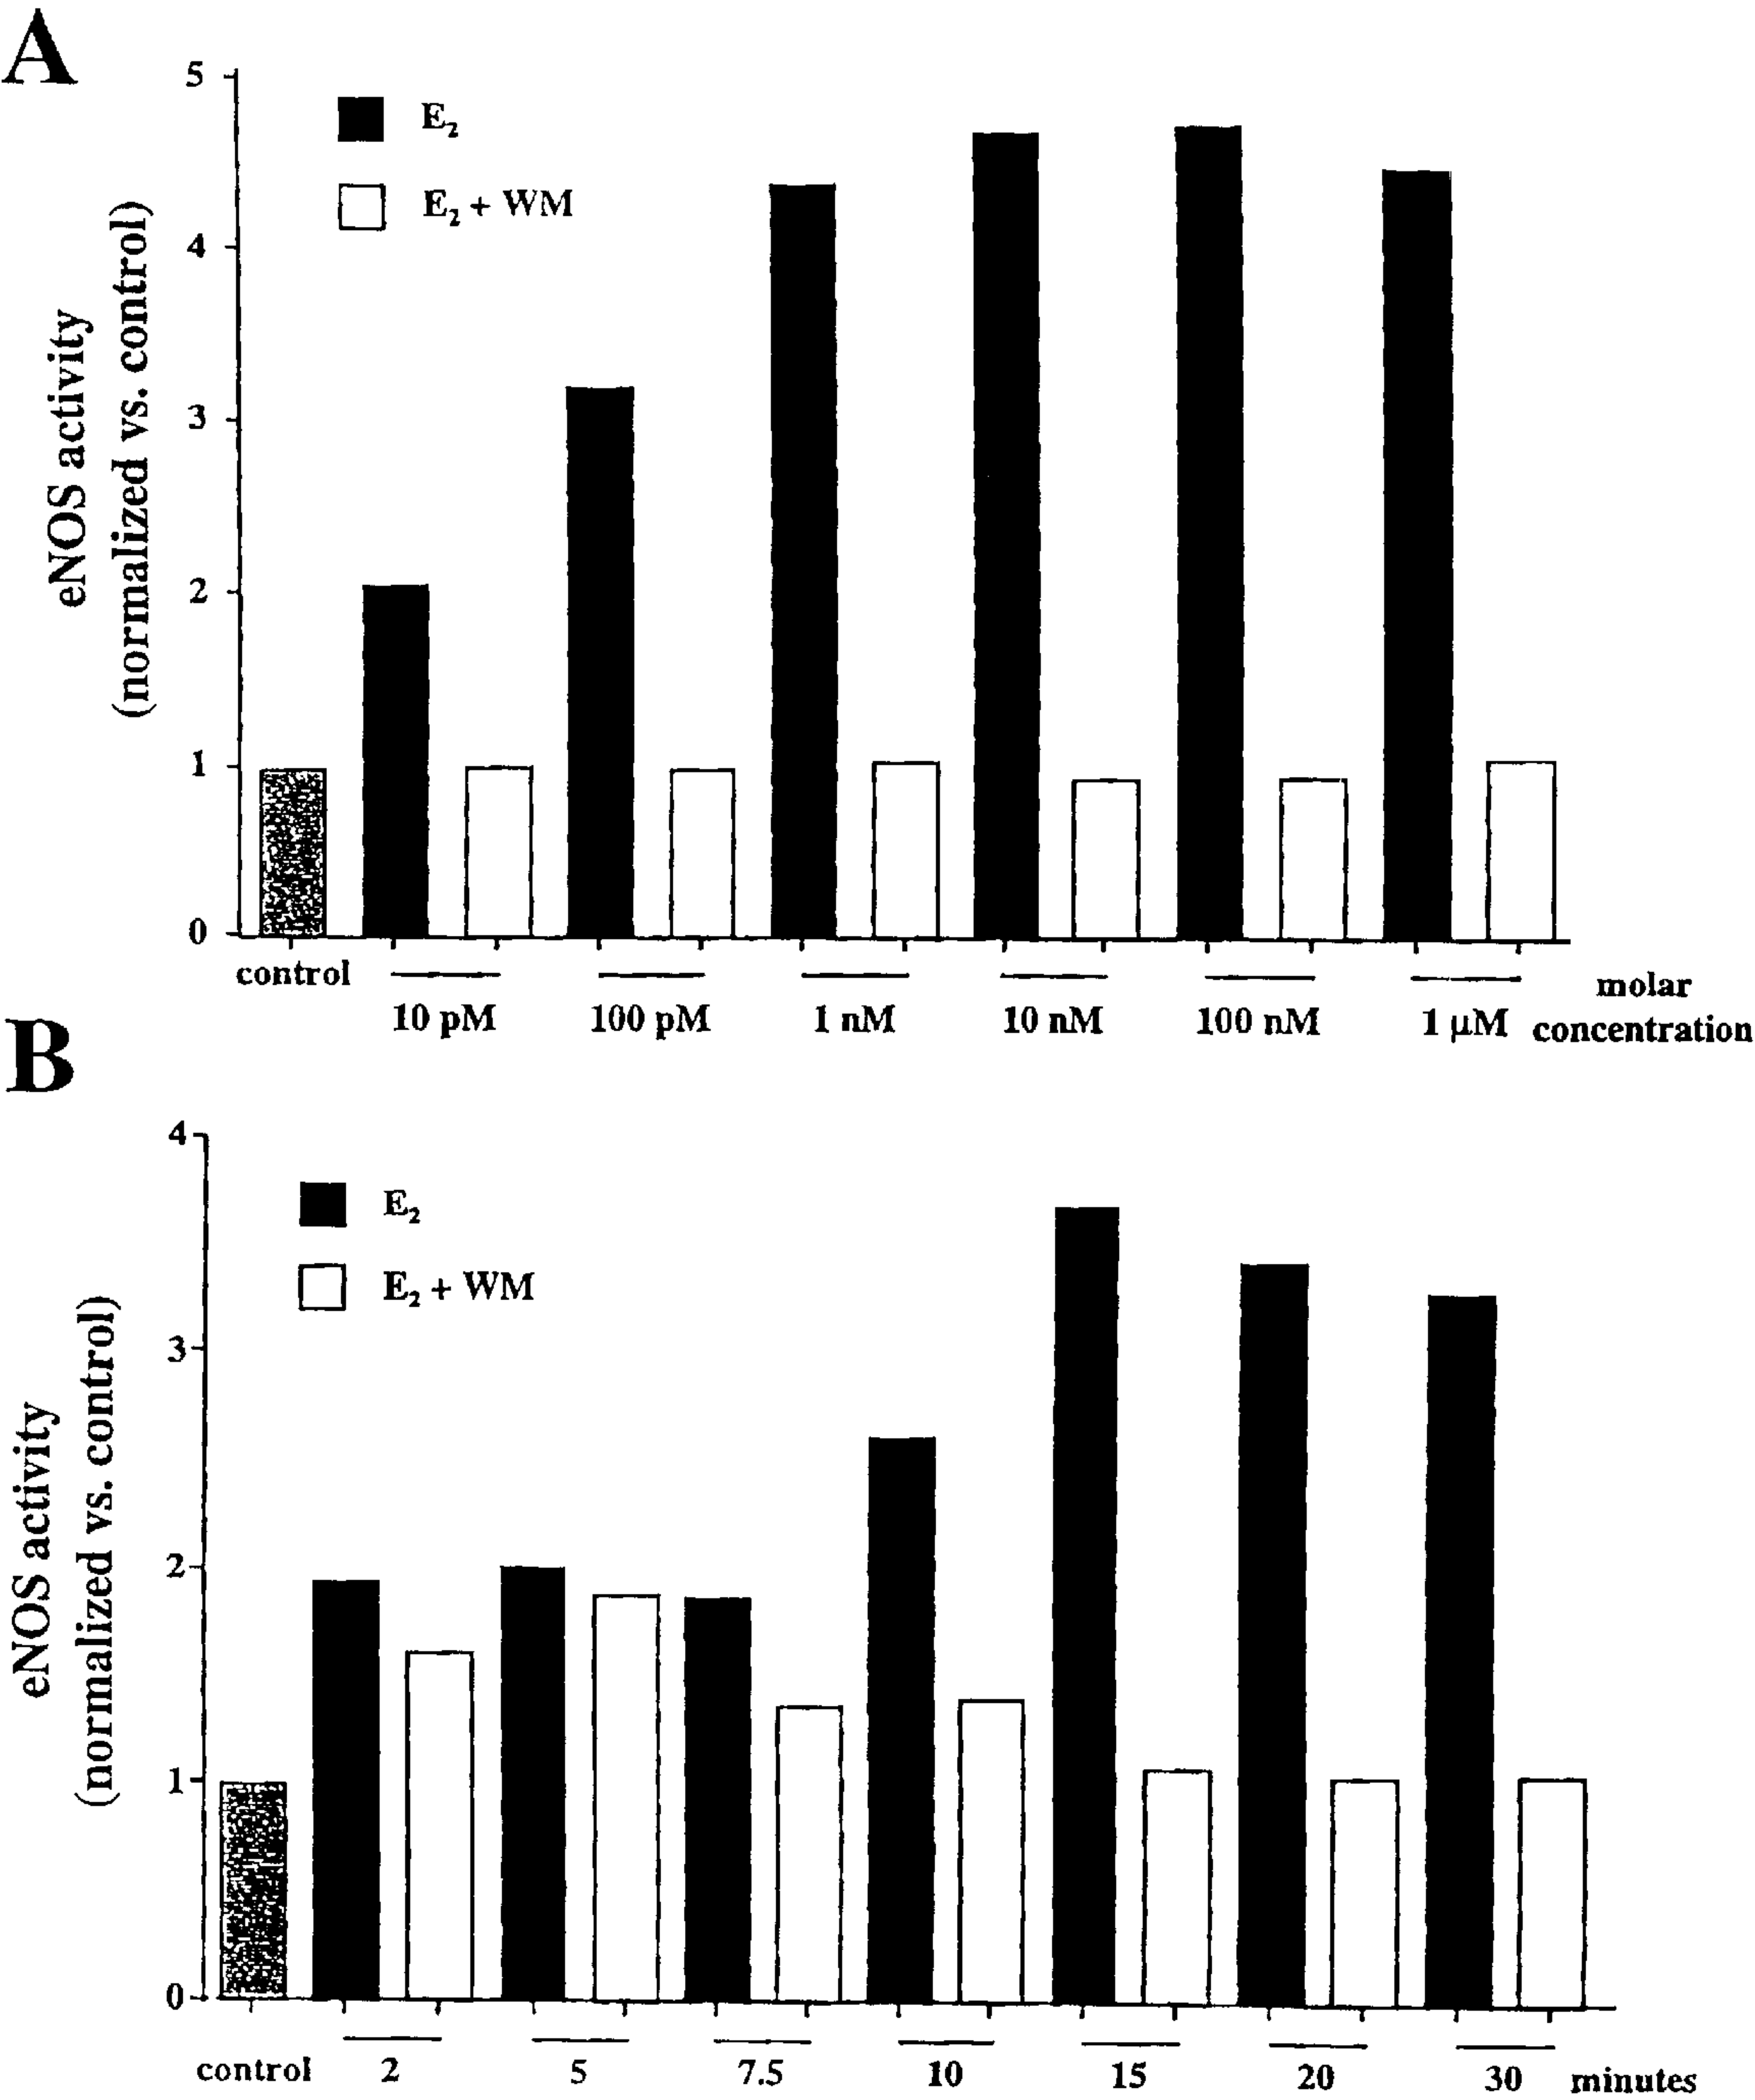 A
5
4
3
2
1
0
eNOS activity
(normalized vs. control)
E₂
E₂ + WM
control
10 pM
100 pM
1 nM
10 nM
100 nM
1 μM
molar
concentration
B
4
3
2
1
0
eNOS activity
(normalized vs. control)
E₂
E₂ + WM
control
2
5
7.5
10
15
20
30
minutes